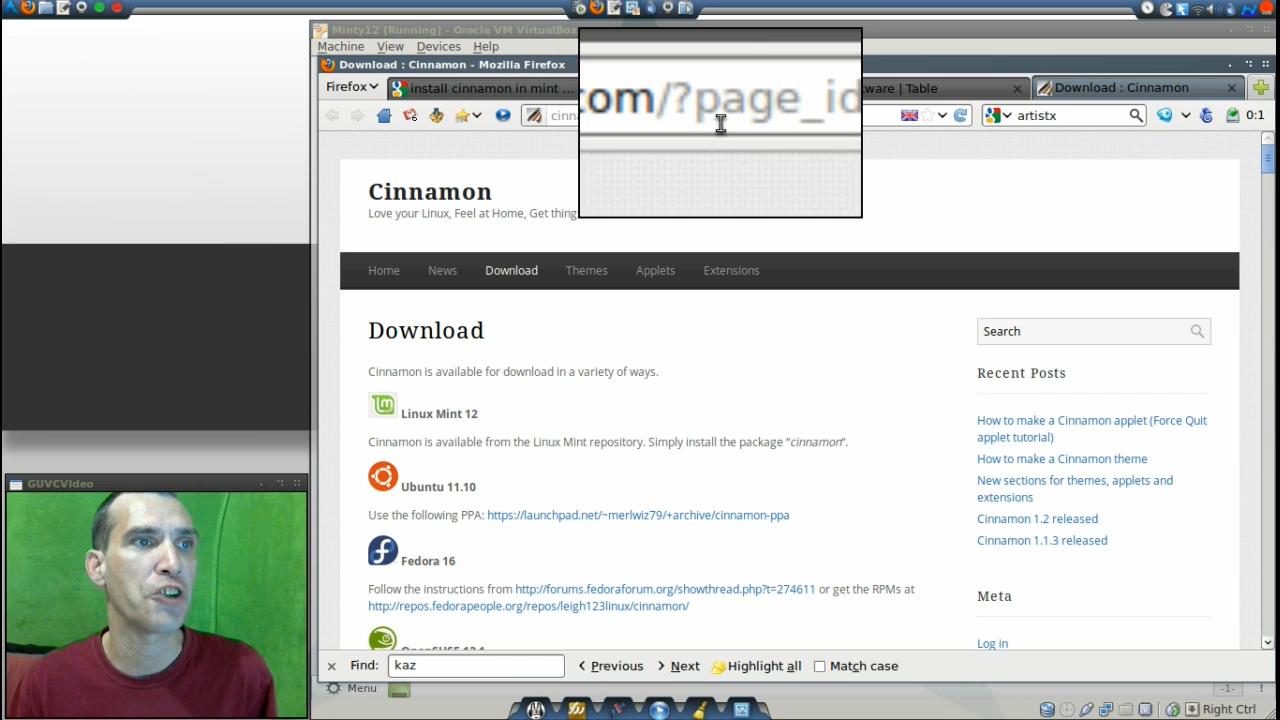 Minty12 [Running] - Oracle VM VirtualBox
Machine View Devices Help
Download : Cinnamon - Mozilla Firefox
Firefox
install cinnamon in mint ...
ware | Table
Download : Cinnamon
cinn
com/?page_id
artistx
0:1
Cinnamon
Love your Linux, Feel at Home, Get thing
Home News Download Themes Applets Extensions
Download
Search
Cinnamon is available for download in a variety of ways.
Recent Posts
Linux Mint 12
How to make a Cinnamon applet (Force Quit
applet tutorial)
Cinnamon is available from the Linux Mint repository. Simply install the package “cinnamon“.
How to make a Cinnamon theme
Ubuntu 11.10
New sections for themes, applets and
extensions
Use the following PPA: https://launchpad.net/~merlwiz79/+archive/cinnamon-ppa
Cinnamon 1.2 released
Cinnamon 1.1.3 released
Fedora 16
Follow the instructions from http://forums.fedoraforum.org/showthread.php?t=274611 or get the RPMs at
http://repos.fedorapeople.org/repos/leigh123linux/cinnamon/
Meta
OpenSUSE 12.1
Log in
GUVCVideo
Find: kaz Previous Next Highlight all Match case
Menu
-1-
Right Ctrl